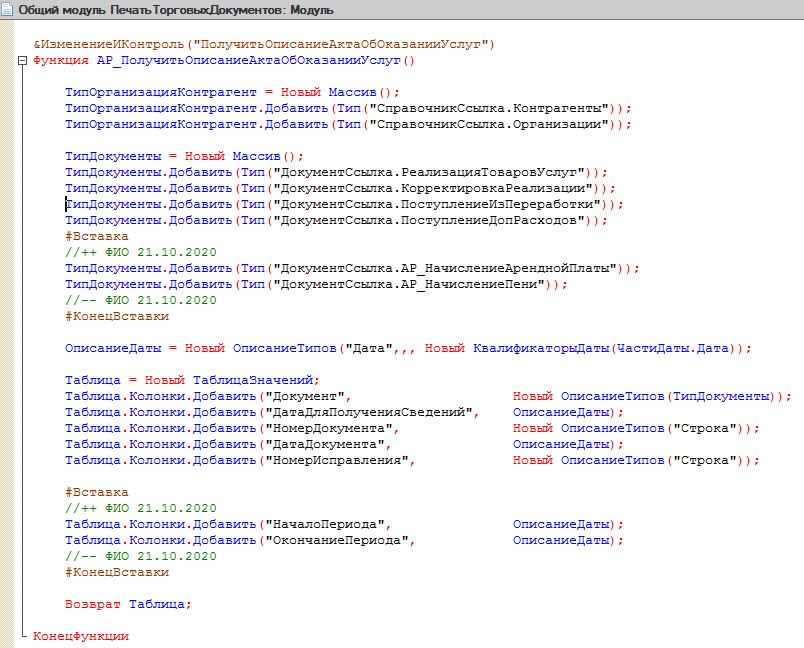 Общий модуль ПечатьТорговыхДокументов: Модуль
&ИзменениеИКонтроль("ПолучитьОписаниеАктаОбОказанииУслуг")
Функция АР_ПолучитьОписаниеАктаОбОказанииУслуг()
ТипОрганизацияКонтрагент = Новый Массив();
ТипОрганизацияКонтрагент.Добавить(Тип("СправочникСсылка.Контрагенты"));
ТипОрганизацияКонтрагент.Добавить(Тип("СправочникСсылка.Организации"));
ТипДокументы = Новый Массив();
ТипДокументы.Добавить(Тип("ДокументСсылка.РеализацияТоваровУслуг"));
ТипДокументы.Добавить(Тип("ДокументСсылка.КорректировкаРеализации"));
ТипДокументы.Добавить(Тип("ДокументСсылка.ПоступлениеИзПереработки"));
ТипДокументы.Добавить(Тип("ДокументСсылка.ПоступлениеДопРасходов"));
#Вставка
//++ ФИО 21.10.2020
ТипДокументы.Добавить(Тип("ДокументСсылка.АР_НачислениеАренднойПлаты"));
ТипДокументы.Добавить(Тип("ДокументСсылка.АР_НачислениеПени"));
//-- ФИО 21.10.2020
#КонецВставки
ОписаниеДаты = Новый ОписаниеТипов("Дата",,, Новый КвалификаторыДаты(ЧастиДаты.Дата));
Таблица = Новый ТаблицаЗначений;
Таблица.Колонки.Добавить("Документ", Новый ОписаниеТипов(ТипДокументы));
Таблица.Колонки.Добавить("ДатаДляПолученияСведений", ОписаниеДаты);
Таблица.Колонки.Добавить("НомерДокумента", Новый ОписаниеТипов("Строка"));
Таблица.Колонки.Добавить("ДатаДокумента", ОписаниеДаты);
Таблица.Колонки.Добавить("НомерИсправления", Новый ОписаниеТипов("Строка"));
#Вставка
//++ ФИО 21.10.2020
Таблица.Колонки.Добавить("НачалоПериода", ОписаниеДаты);
Таблица.Колонки.Добавить("ОкончаниеПериода", ОписаниеДаты);
//-- ФИО 21.10.2020
#КонецВставки
Возврат Таблица;
КонецФункции